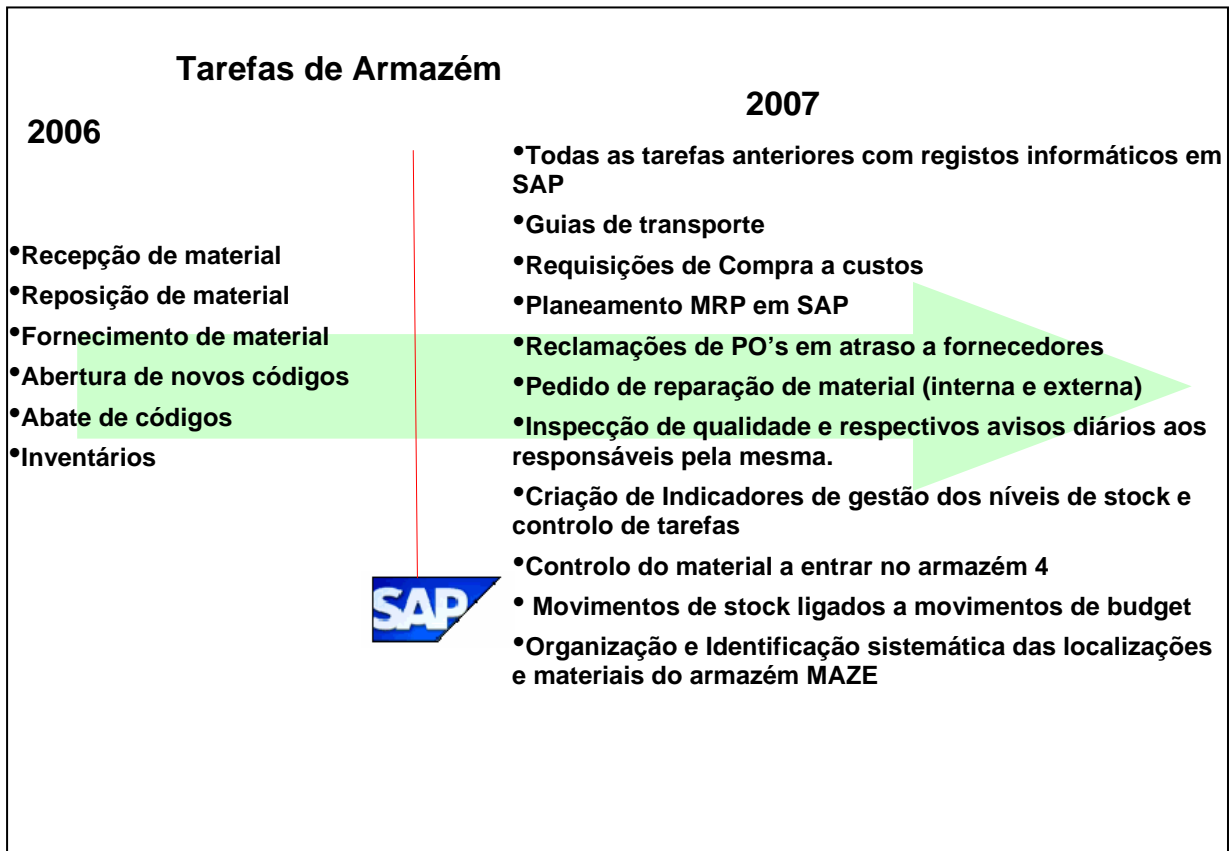 Tarefas de Armazém
2006
•Recepção de material
•Reposição de material
•Fornecimento de material
•Abertura de novos códigos
•Abate de códigos
•Inventários
SAP
2007
•Todas as tarefas anteriores com registos informáticos em
SAP
•Guias de transporte
•Requisições de Compra a custos
•Planeamento MRP em SAP
•Reclamações de PO’s em atraso a fornecedores
•Pedido de reparação de material (interna e externa)
•Inspecção de qualidade e respectivos avisos diários aos
responsáveis pela mesma.
•Criação de Indicadores de gestão dos níveis de stock e
controlo de tarefas
•Controlo do material a entrar no armazém 4
• Movimentos de stock ligados a movimentos de budget
•Organização e Identificação sistemática das localizações
e materiais do armazém MAZE